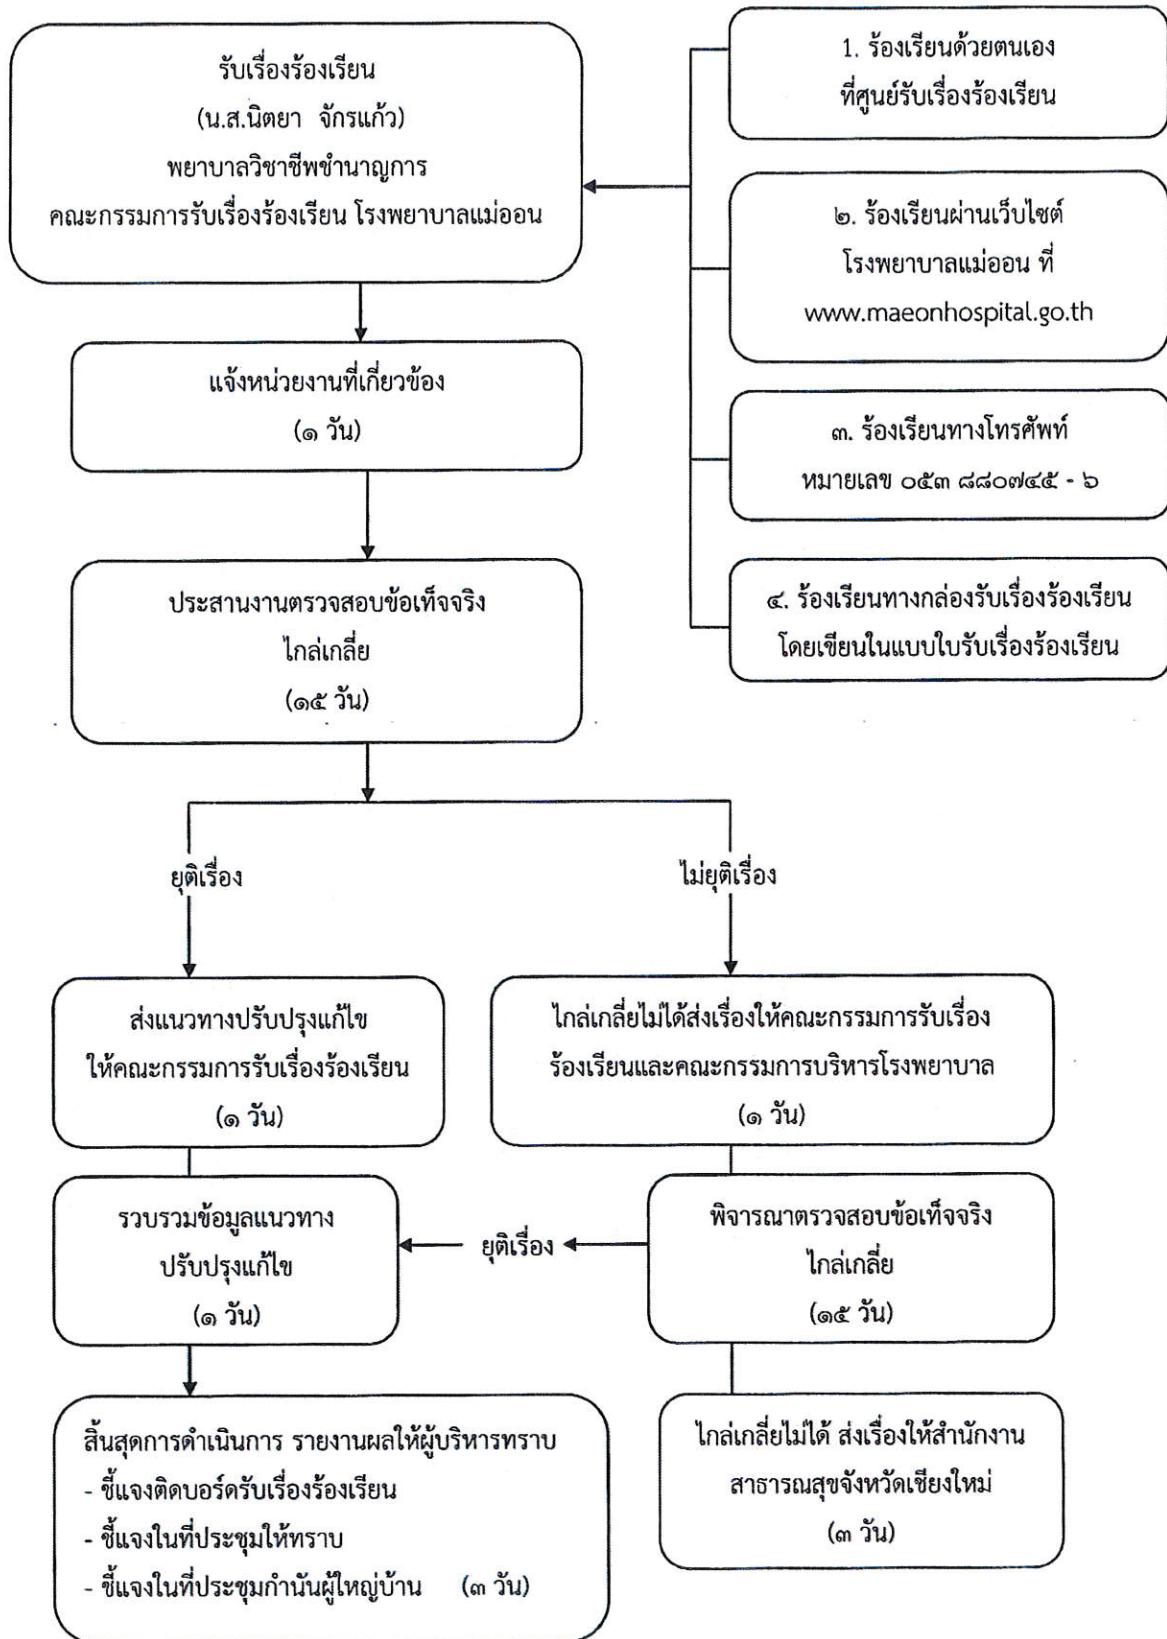 รับเรื่องร้องเรียน
(น.ส.นิตยา จักรแก้ว)
พยาบาลวิชาชีพชำนาญการ
คณะกรรมการรับเรื่องร้องเรียน โรงพยาบาลแม่ออน
1. ร้องเรียนด้วยตนเอง
ที่ศูนย์รับเรื่องร้องเรียน
๒. ร้องเรียนผ่านเว็บไซต์
โรงพยาบาลแม่ออน ที่
www.maeonhospital.go.th
๓. ร้องเรียนทางโทรศัพท์
หมายเลข ๐๕๓ ๘๘๐๗๔๕ - ๖
๔. ร้องเรียนทางกล่องรับเรื่องร้องเรียน
โดยเขียนในแบบใบรับเรื่องร้องเรียน
แจ้งหน่วยงานที่เกี่ยวข้อง
(๑ วัน)
ประสานงานตรวจสอบข้อเท็จจริง
ไกล่เกลี่ย
(๑๕ วัน)
ยุติเรื่อง
ไม่ยุติเรื่อง
ส่งแนวทางปรับปรุงแก้ไข
ให้คณะกรรมการรับเรื่องร้องเรียน
(๑ วัน)
ไกล่เกลี่ยไม่ได้ส่งเรื่องให้คณะกรรมการรับเรื่อง
ร้องเรียนและคณะกรรมการบริหารโรงพยาบาล
(๑ วัน)
รวบรวมข้อมูลแนวทาง
ปรับปรุงแก้ไข
(๑ วัน)
ยุติเรื่อง
พิจารณาตรวจสอบข้อเท็จจริง
ไกล่เกลี่ย
(๑๕ วัน)
สิ้นสุดการดำเนินการ รายงานผลให้ผู้บริหารทราบ
- ชี้แจงติดบอร์ดรับเรื่องร้องเรียน
- ชี้แจงในที่ประชุมให้ทราบ
- ชี้แจงในที่ประชุมกำนันผู้ใหญ่บ้าน (๓ วัน)
ไกล่เกลี่ยไม่ได้ ส่งเรื่องให้สำนักงาน
สาธารณสุขจังหวัดเชียงใหม่
(๓ วัน)